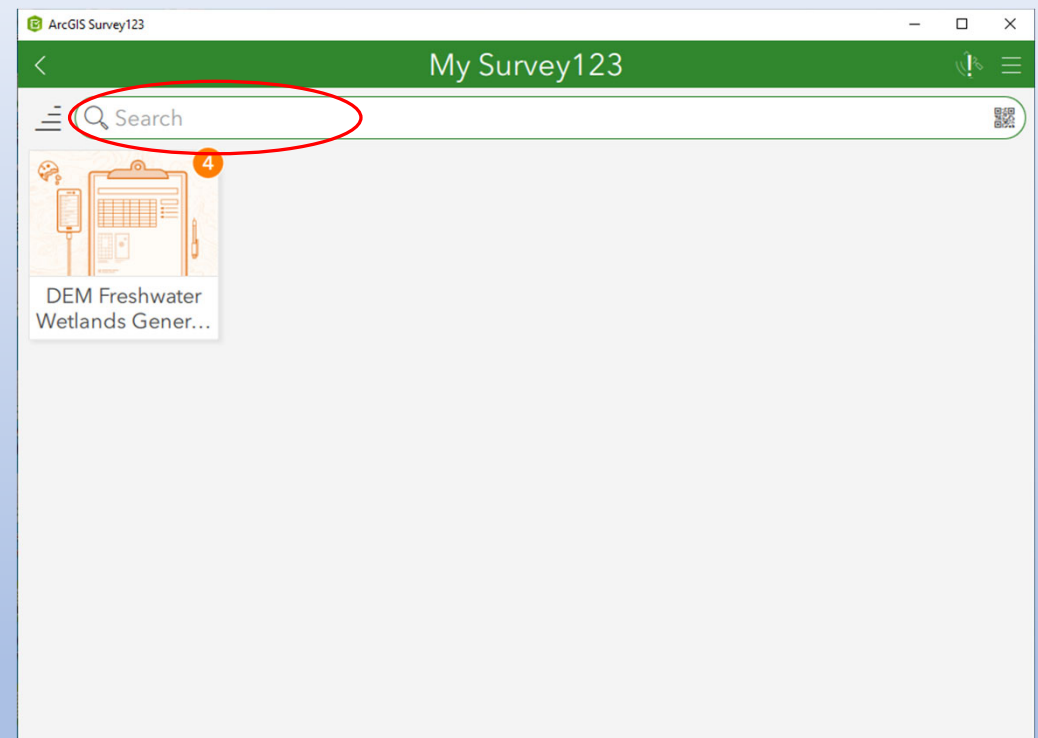 ArcGIS Survey123
My Survey123
Search
4
DEM Freshwater
Wetlands Gener...